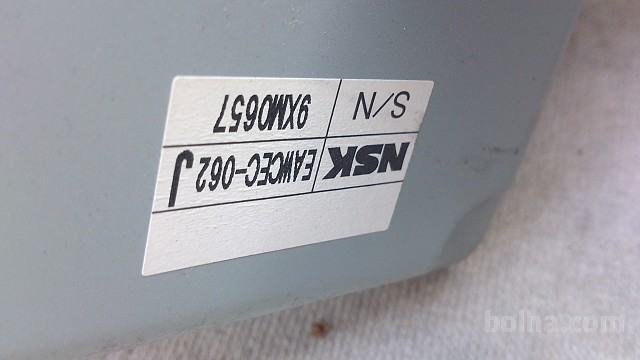 NSK EAWCEC-062 J
S/N 9XM0657
bolha.com